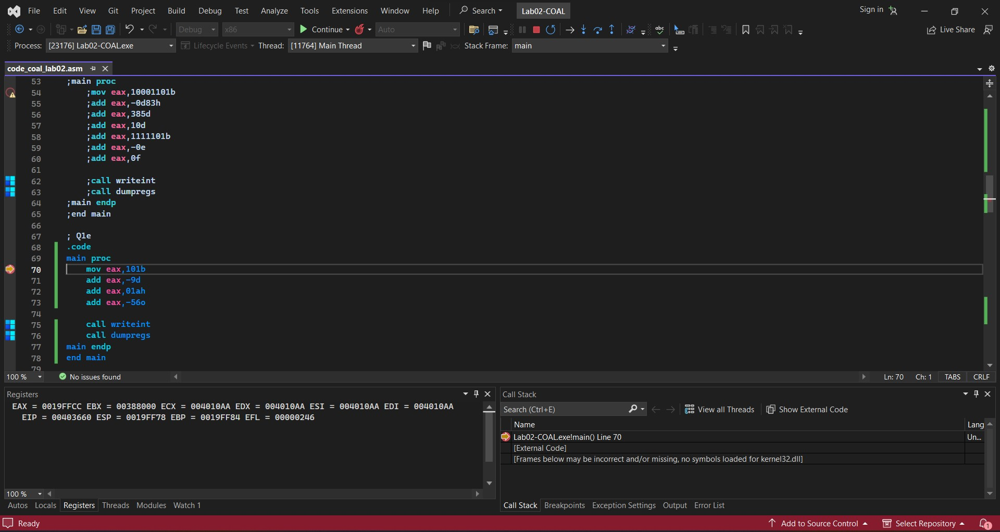 File Edit View Git Project Build Debug Test Analyze Tools Extensions Window Help Search Lab02-COAL Sign in
Debug x86 Continue Auto abc Live Share
Process: [23176] Lab02-COAL.exe Lifecycle Events Thread: [11764] Main Thread Stack Frame: main
code_coal_lab02.asm
53 ;main proc
54 ;mov eax,10001101b
55 ;add eax,-0d83h
56 ;add eax,385d
57 ;add eax,10d
58 ;add eax,1111101b
59 ;add eax,-0e
60 ;add eax,0f
61
62 ;call writeint
63 ;call dumpregs
64 ;main endp
65 ;end main
66
67 ; Q1e
68 .code
69 main proc
70 mov eax,101b
71 add eax,-9d
72 add eax,01ah
73 add eax,-56o
74
75 call writeint
76 call dumpregs
77 main endp
78 end main
79
100 % No issues found Ln: 70 Ch: 1 TABS CRLF
Registers
EAX = 0019FFCC EBX = 00388000 ECX = 004010AA EDX = 004010AA ESI = 004010AA EDI = 004010AA
EIP = 00403660 ESP = 0019FF78 EBP = 0019FF84 EFL = 00000246
100 %
Autos Locals Registers Threads Modules Watch 1
Call Stack
Search (Ctrl+E) View all Threads Show External Code
Name Lang
Lab02-COAL.exe!main() Line 70 Un...
[External Code]
[Frames below may be incorrect and/or missing, no symbols loaded for kernel32.dll]
Call Stack Breakpoints Exception Settings Output Error List
Ready Add to Source Control Select Repository 1